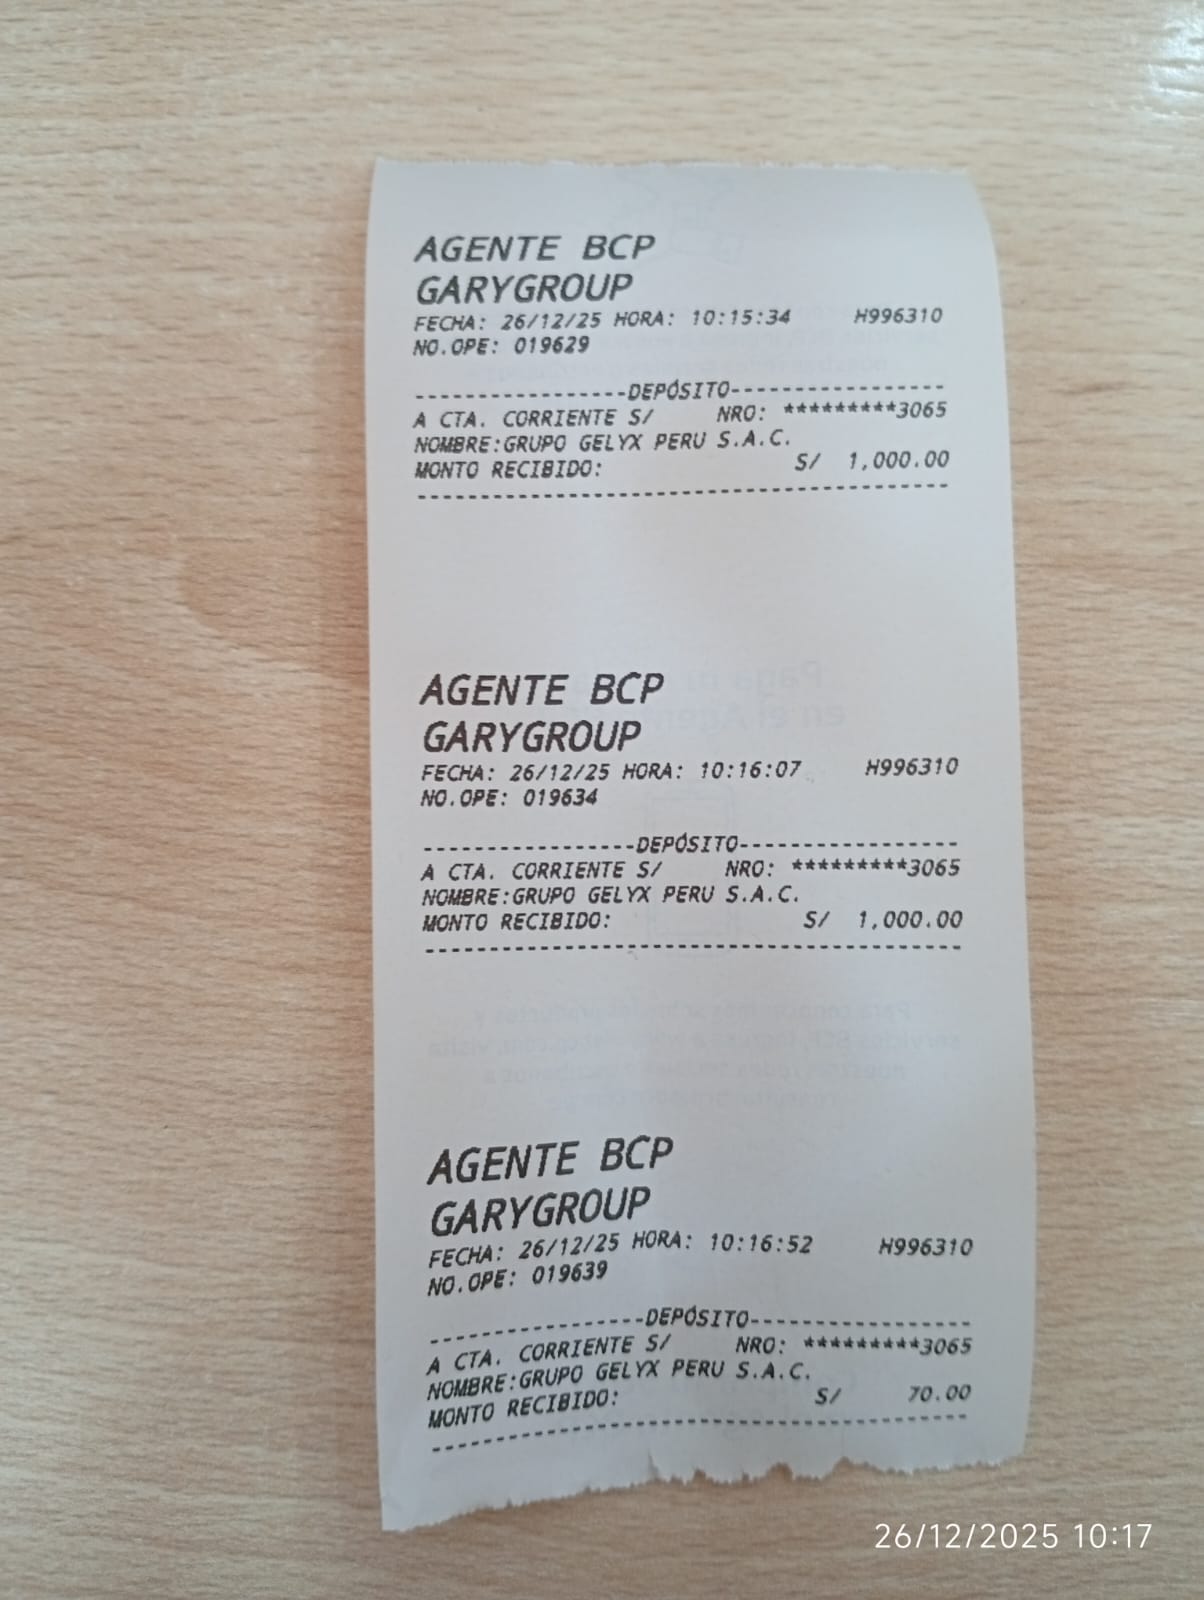 AGENTE BCP
GARYGROUP
FECHA: 26/12/25 HORA: 10:15:34 H996310
NO.OPE: 019629
-----------------DEPÓSITO-----------------
A CTA. CORRIENTE S/ NRO: *********3065
NOMBRE:GRUPO GELYX PERU S.A.C.
MONTO RECIBIDO: S/ 1,000.00
------------------------------------------
AGENTE BCP
GARYGROUP
FECHA: 26/12/25 HORA: 10:16:07 H996310
NO.OPE: 019634
-----------------DEPÓSITO-----------------
A CTA. CORRIENTE S/ NRO: *********3065
NOMBRE:GRUPO GELYX PERU S.A.C.
MONTO RECIBIDO: S/ 1,000.00
------------------------------------------
AGENTE BCP
GARYGROUP
FECHA: 26/12/25 HORA: 10:16:52 H996310
NO.OPE: 019639
-----------------DEPÓSITO-----------------
A CTA. CORRIENTE S/ NRO: *********3065
NOMBRE:GRUPO GELYX PERU S.A.C.
MONTO RECIBIDO: S/ 70.00
------------------------------------------
26/12/2025 10:17